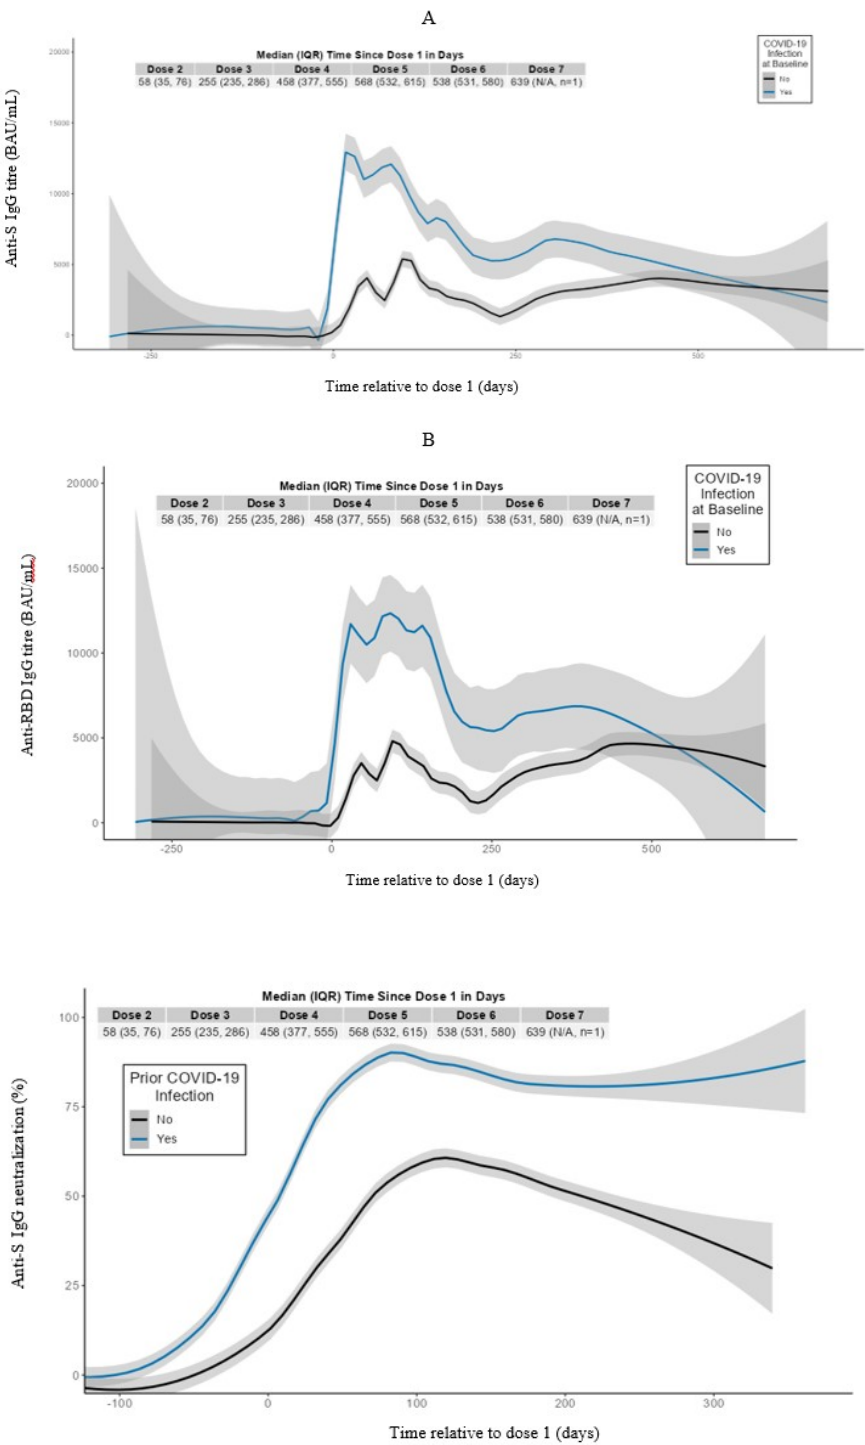 A
20000
15000
10000
5000
0
Anti-S IgG titre (BAU/mL)
Median (IQR) Time Since Dose 1 in Days
Dose 2 Dose 3 Dose 4 Dose 5 Dose 6 Dose 7
58 (35, 76) 255 (235, 286) 458 (377, 555) 568 (532, 615) 538 (531, 580) 639 (N/A, n=1)
COVID-19
Infection
at Baseline
No
Yes
-250 0 250 500
Time relative to dose 1 (days)
B
20000
15000
10000
5000
0
Anti-RBD IgG titre (BAU/mL)
Median (IQR) Time Since Dose 1 in Days
Dose 2 Dose 3 Dose 4 Dose 5 Dose 6 Dose 7
58 (35, 76) 255 (235, 286) 458 (377, 555) 568 (532, 615) 538 (531, 580) 639 (N/A, n=1)
COVID-19
Infection
at Baseline
No
Yes
-250 0 250 500
Time relative to dose 1 (days)
Median (IQR) Time Since Dose 1 in Days
Dose 2 Dose 3 Dose 4 Dose 5 Dose 6 Dose 7
58 (35, 76) 255 (235, 286) 458 (377, 555) 568 (532, 615) 538 (531, 580) 639 (N/A, n=1)
Prior COVID-19
Infection
No
Yes
100
75
50
25
0
Anti-S IgG neutralization (%)
-100 0 100 200 300
Time relative to dose 1 (days)